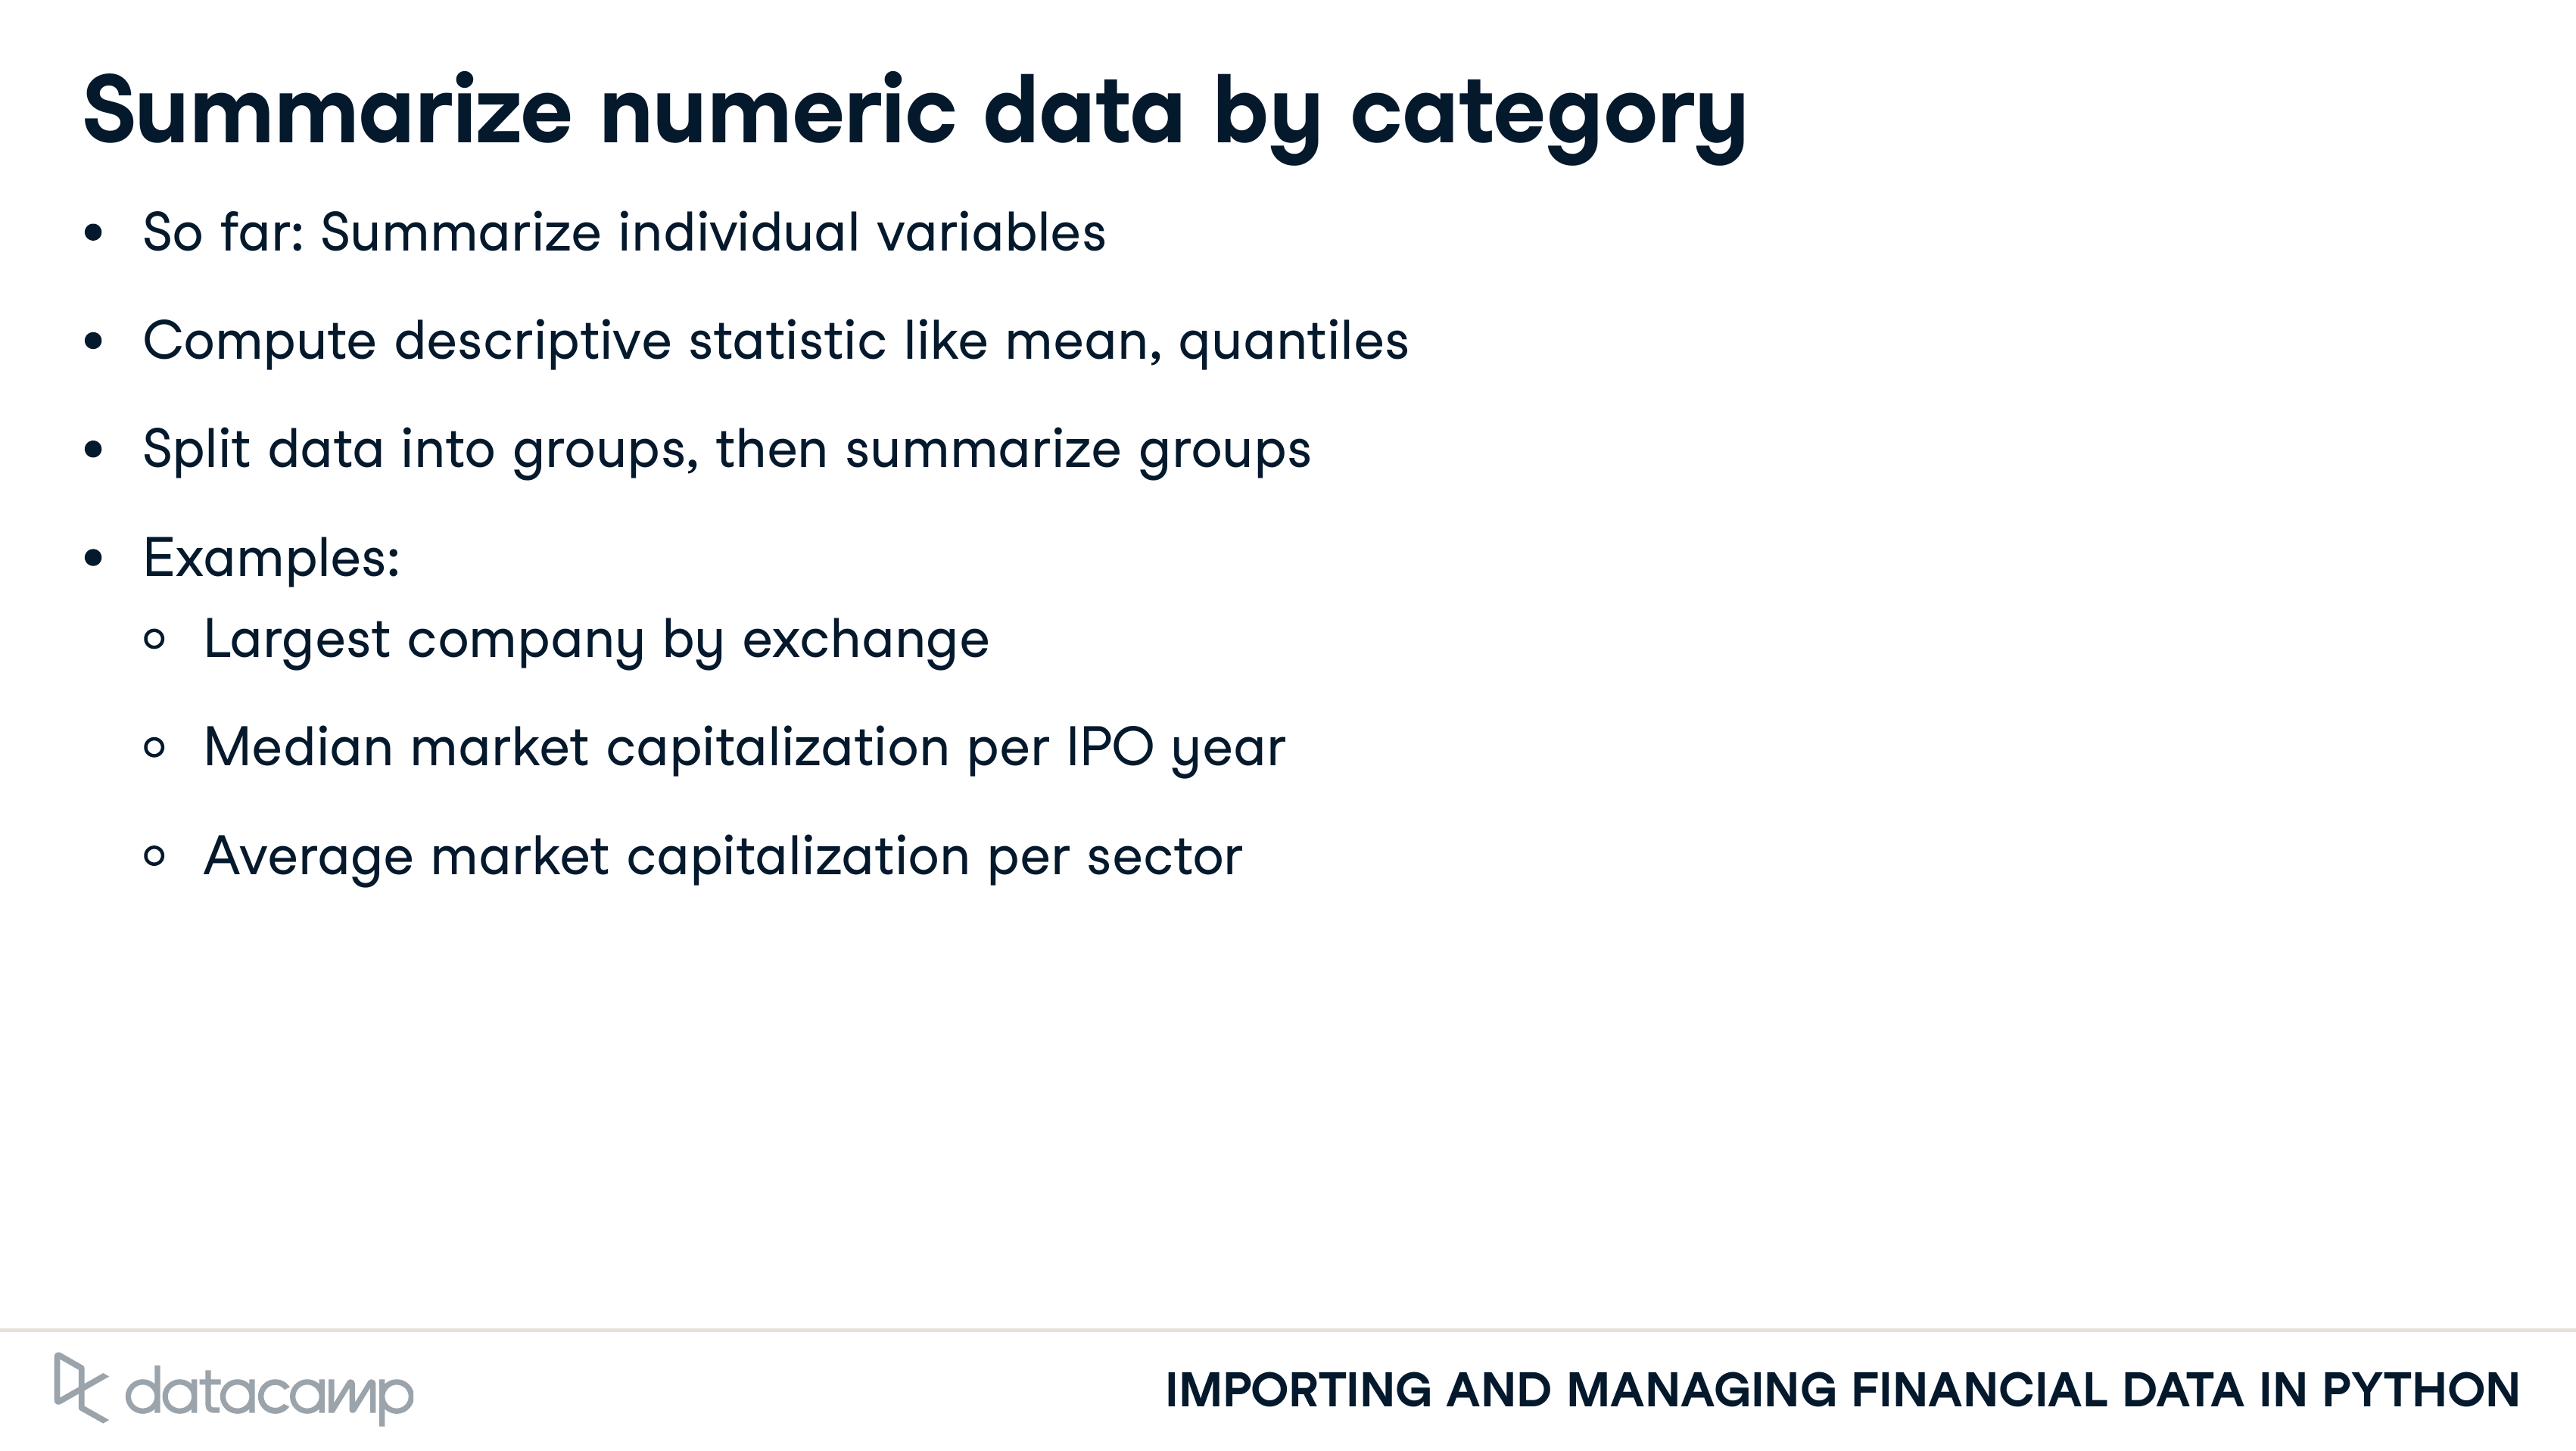 Summarize numeric data by category
• So far: Summarize individual variables
• Compute descriptive statistic like mean, quantiles
• Split data into groups, then summarize groups
• Examples:
○ Largest company by exchange
○ Median market capitalization per IPO year
○ Average market capitalization per sector
datacamp
IMPORTING AND MANAGING FINANCIAL DATA IN PYTHON